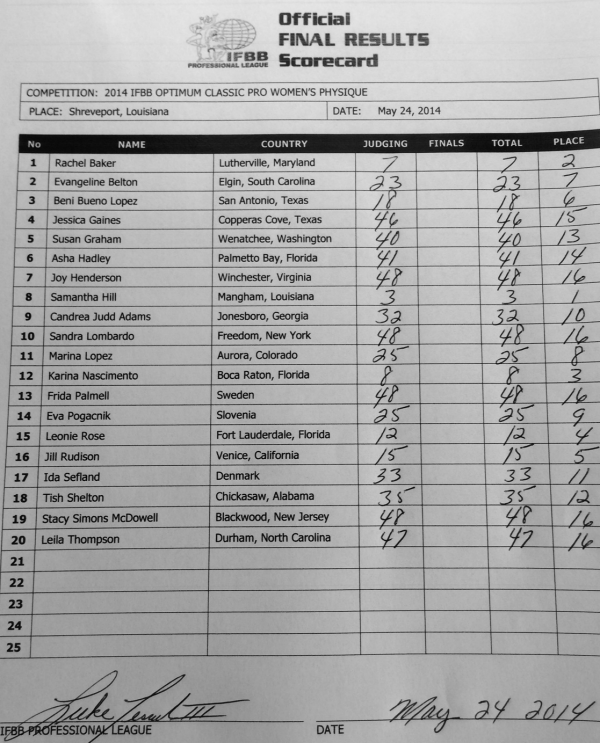 Official
FINAL RESULTS
Scorecard
IFBB
PROFESSIONAL LEAGUE
COMPETITION: 2014 IFBB OPTIMUM CLASSIC PRO WOMEN'S PHYSIQUE
PLACE: Shreveport, Louisiana DATE: May 24, 2014
No NAME COUNTRY JUDGING FINALS TOTAL PLACE
1 Rachel Baker Lutherville, Maryland 7 7 2
2 Evangeline Belton Elgin, South Carolina 23 23 7
3 Beni Bueno Lopez San Antonio, Texas 18 18 6
4 Jessica Gaines Copperas Cove, Texas 46 46 15
5 Susan Graham Wenatchee, Washington 40 40 13
6 Asha Hadley Palmetto Bay, Florida 41 41 14
7 Joy Henderson Winchester, Virginia 48 48 16
8 Samantha Hill Mangham, Louisiana 3 3 1
9 Candrea Judd Adams Jonesboro, Georgia 32 32 10
10 Sandra Lombardo Freedom, New York 48 48 16
11 Marina Lopez Aurora, Colorado 25 25 8
12 Karina Nascimento Boca Raton, Florida 8 8 3
13 Frida Palmell Sweden 48 48 16
14 Eva Pogacnik Slovenia 25 25 9
15 Leonie Rose Fort Lauderdale, Florida 12 12 4
16 Jill Rudison Venice, California 15 15 5
17 Ida Sefland Denmark 33 33 11
18 Tish Shelton Chickasaw, Alabama 35 35 12
19 Stacy Simons McDowell Blackwood, New Jersey 48 48 16
20 Leila Thompson Durham, North Carolina 47 47 16
21
22
23
24
25
May 24 2014
IFBB PROFESSIONAL LEAGUE DATE